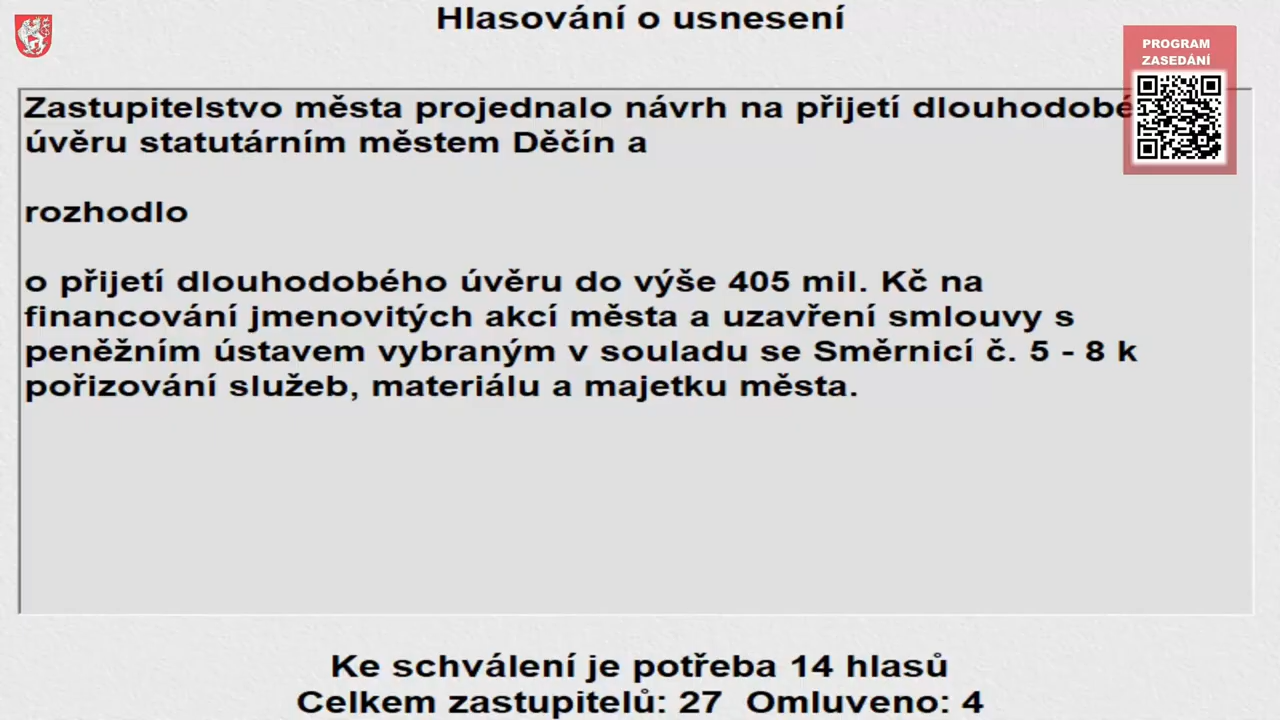 Hlasování o usnesení
PROGRAM
ZASEDÁNÍ
Zastupitelstvo města projednalo návrh na přijetí dlouhodobé
úvěru statutárním městem Děčín a
rozhodlo
o přijetí dlouhodobého úvěru do výše 405 mil. Kč na
financování jmenovitých akcí města a uzavření smlouvy s
peněžním ústavem vybraným v souladu se Směrnicí č. 5 - 8 k
pořizování služeb, materiálu a majetku města.
Ke schválení je potřeba 14 hlasů
Celkem zastupitelů: 27 Omluveno: 4